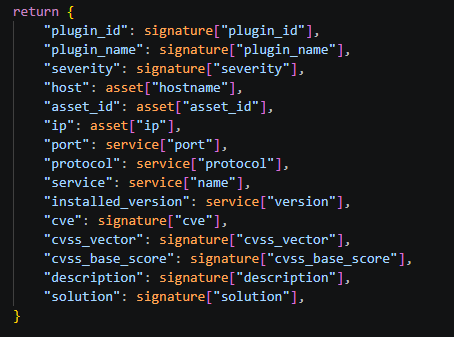 return {
    "plugin_id": signature["plugin_id"],
    "plugin_name": signature["plugin_name"],
    "severity": signature["severity"],
    "host": asset["hostname"],
    "asset_id": asset["asset_id"],
    "ip": asset["ip"],
    "port": service["port"],
    "protocol": service["protocol"],
    "service": service["name"],
    "installed_version": service["version"],
    "cve": signature["cve"],
    "cvss_vector": signature["cvss_vector"],
    "cvss_base_score": signature["cvss_base_score"],
    "description": signature["description"],
    "solution": signature["solution"],
}